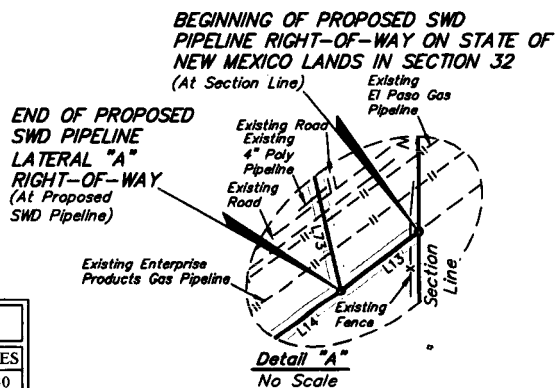 BEGINNING OF PROPOSED SWD
PIPELINE RIGHT-OF-WAY ON STATE OF
NEW MEXICO LANDS IN SECTION 32
(At Section Line)
Existing
El Paso Gas
Pipeline
END OF PROPOSED
SWD PIPELINE
LATERAL "A"
RIGHT-OF-WAY
(At Proposed
SWD Pipeline)
Existing Road
Existing
4" Poly
Pipeline
Existing
Road
L73
L13
Existing Enterprise
Products Gas Pipeline
L14
Existing
Fence
Section
Line
Detail "A"
No Scale
ES
0